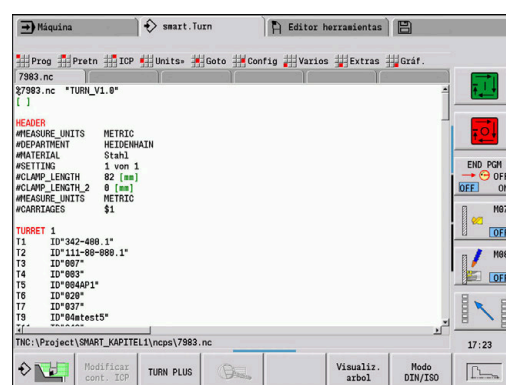 Máquina smart.Turn Editor herramientas
Prog Pretn ICP Units» Goto Config Varios Extras Gráf.
7983.nc
%7983.nc "TURN_V1.0"
[ ]
HEADER
#MEASURE_UNITS METRIC
#DEPARTMENT HEIDENHAIN
#MATERIAL Stahl
#SETTING 1 von 1
#CLAMP_LENGTH 82 [mm]
#CLAMP_LENGTH_2 0 [mm]
#MEASURE_UNITS METRIC
#CARRIAGES $1
TURRET 1
T1 ID"342-400.1"
T2 ID"111-80-080.1"
T3 ID"007"
T4 ID"003"
T5 ID"004AP1"
T6 ID"020"
T7 ID"037"
T9 ID"04mtest5"
TNC:\Project\SMART_KAPITEL1\ncps\7983.nc
END PGM
OFF
OFF ON
M07
OFF
M08
OFF
17:23
Modificar cont. ICP
TURN PLUS
Visualiz. arbol
Modo DIN/ISO